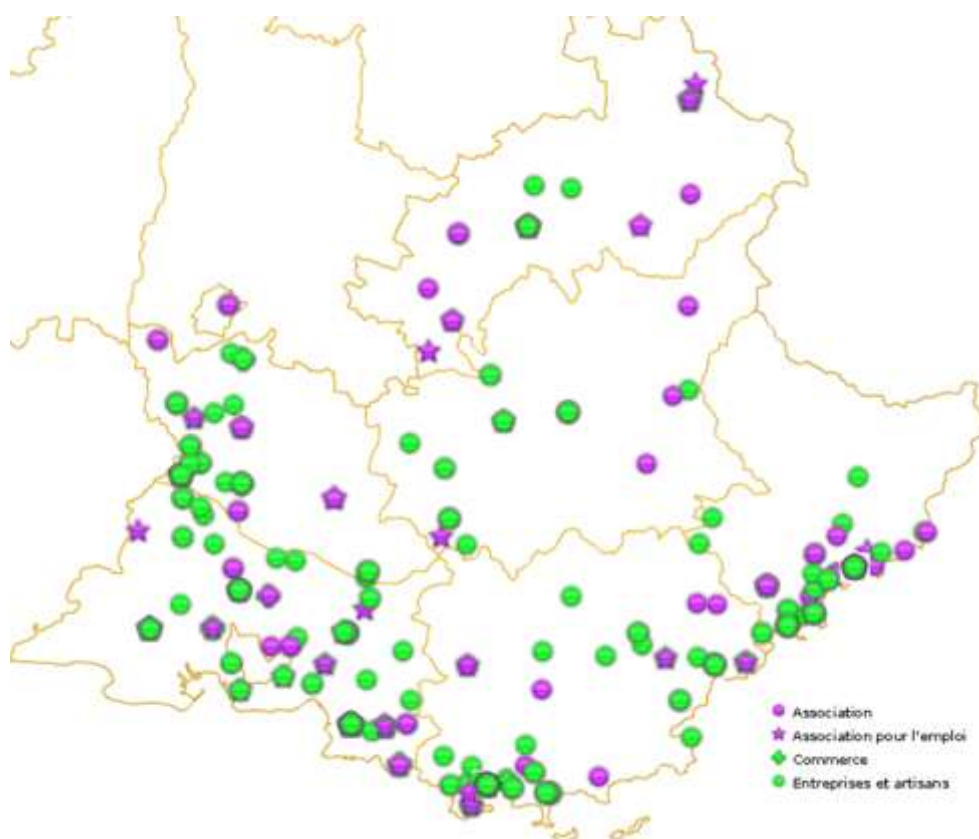 Association
Association pour l'emploi
Commerce
Entreprises et artisans